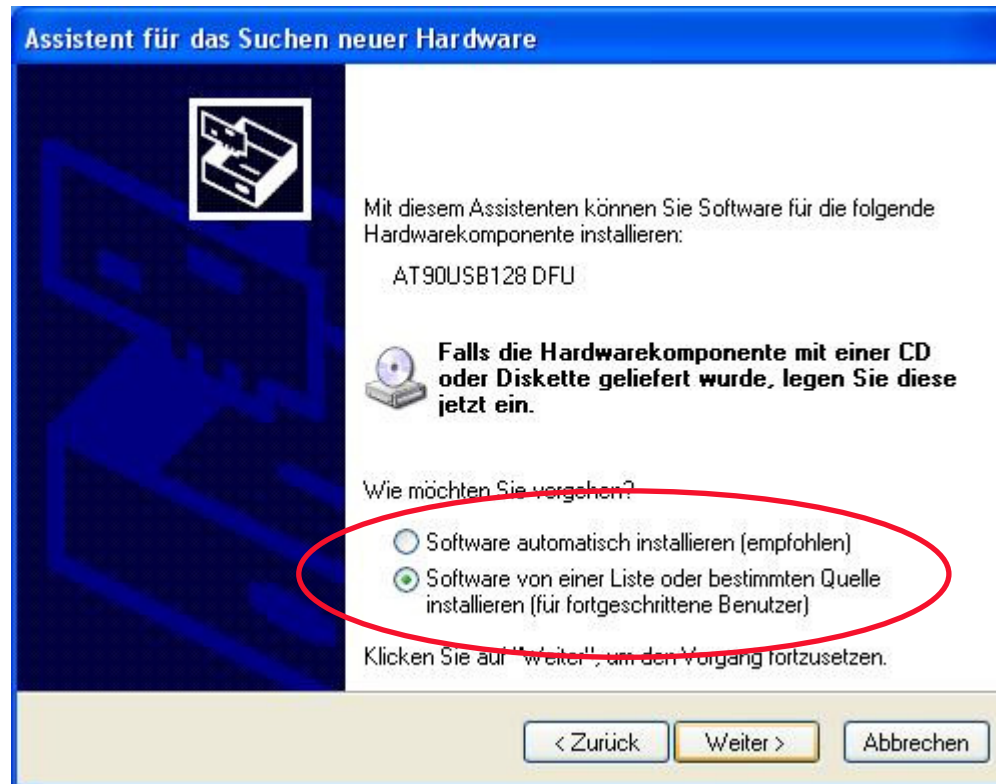 Assistent für das Suchen neuer Hardware
Mit diesem Assistenten können Sie Software für die folgende
Hardwarekomponente installieren:
AT90USB128 DFU
Falls die Hardwarekomponente mit einer CD
oder Diskette geliefert wurde, legen Sie diese
jetzt ein.
Wie möchten Sie vorgehen?
Software automatisch installieren (empfohlen)
Software von einer Liste oder bestimmten Quelle
installieren (für fortgeschrittene Benutzer)
Klicken Sie auf "Weiter", um den Vorgang fortzusetzen.
< Zurück Weiter > Abbrechen